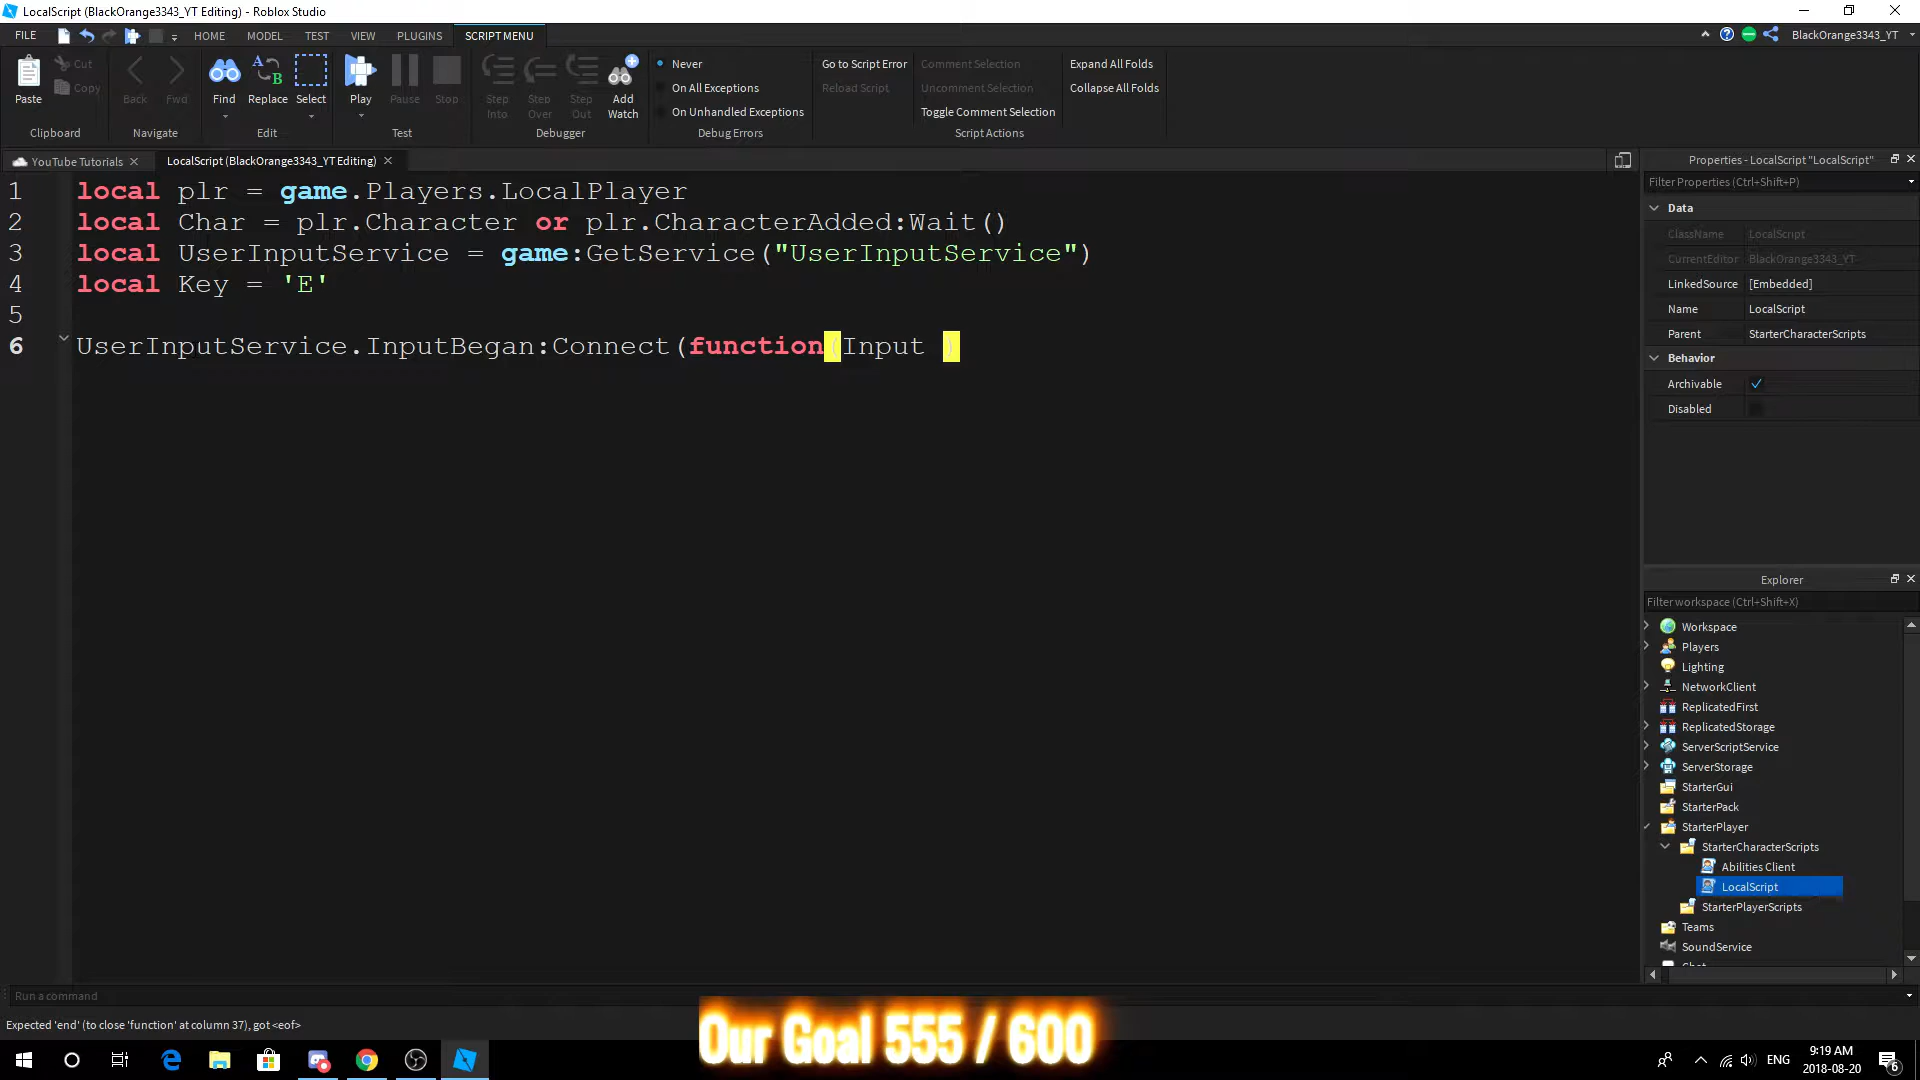 LocalScript (BlackOrange3343_YT Editing) - Roblox Studio
FILE HOME MODEL TEST VIEW PLUGINS SCRIPT MENU BlackOrange3343_YT
Paste Cut Copy
Back Fwd
Find Replace Select
Play Pause Stop
Step Into Step Over Step Out Add Watch
Never
On All Exceptions
On Unhandled Exceptions
Go to Script Error
Reload Script
Comment Selection
Uncomment Selection
Toggle Comment Selection
Expand All Folds
Collapse All Folds
Clipboard Navigate Edit Test Debugger Debug Errors Script Actions
YouTube Tutorials LocalScript (BlackOrange3343_YT Editing)
1 local plr = game.Players.LocalPlayer
2 local Char = plr.Character or plr.CharacterAdded:Wait()
3 local UserInputService = game:GetService("UserInputService")
4 local Key = 'E'
5
6 UserInputService.InputBegan:Connect(function(Input )
Properties - LocalScript "LocalScript"
Filter Properties (Ctrl+Shift+P)
Data
ClassName LocalScript
CurrentEditor BlackOrange3343_YT
LinkedSource [Embedded]
Name LocalScript
Parent StarterCharacterScripts
Behavior
Archivable
Disabled
Explorer
Filter workspace (Ctrl+Shift+X)
Workspace
Players
Lighting
NetworkClient
ReplicatedFirst
ReplicatedStorage
ServerScriptService
ServerStorage
StarterGui
StarterPack
StarterPlayer
StarterCharacterScripts
Abilities Client
LocalScript
StarterPlayerScripts
Teams
SoundService
Run a command
Expected 'end' (to close 'function' at column 37), got <eof>
Our Goal 555 / 600
ENG
9:19 AM
2018-08-20
6